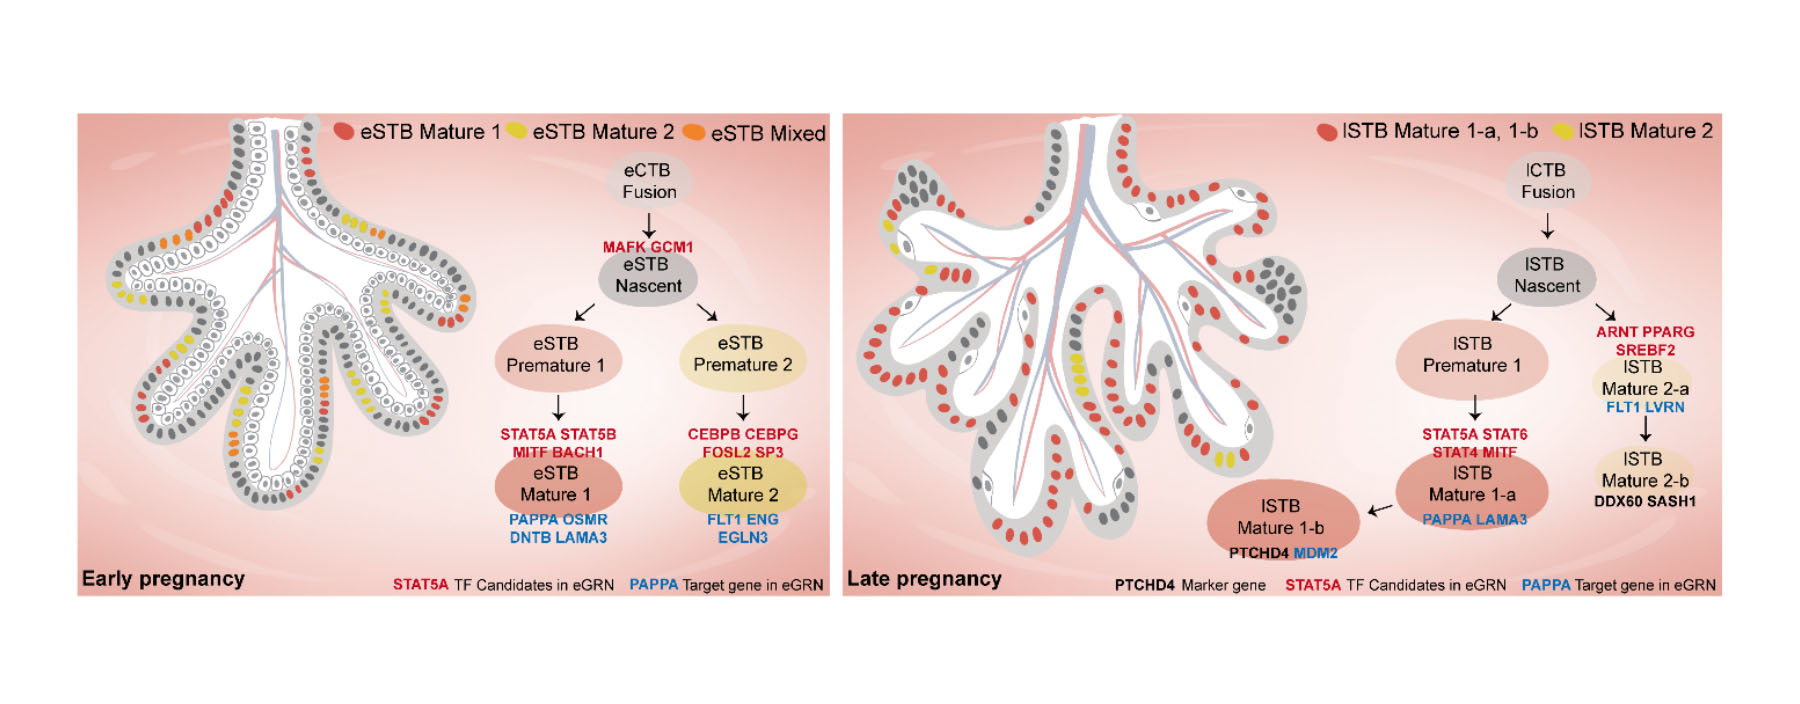 eSTB Mature 1 eSTB Mature 2 eSTB Mixed
eCTB
Fusion
MAFK GCM1
eSTB
Nascent
eSTB
Premature 1
eSTB
Premature 2
STAT5A STAT5B
MITF BACH1
eSTB
Mature 1
PAPPA OSMR
DNTB LAMA3
CEBPB CEBPG
FOSL2 SP3
eSTB
Mature 2
FLT1 ENG
EGLN3
Early pregnancy
STAT5A TF Candidates in eGRN PAPPA Target gene in eGRN
lSTB Mature 1-a, 1-b lSTB Mature 2
lCTB
Fusion
lSTB
Nascent
lSTB
Premature 1
ARNT PPARG
SREBF2
lSTB
Mature 2-a
FLT1 LVRN
STAT5A STAT6
STAT4 MITF
lSTB
Mature 1-a
PAPPA LAMA3
lSTB
Mature 2-b
DDX60 SASH1
lSTB
Mature 1-b
PTCHD4 MDM2
Late pregnancy
PTCHD4 Marker gene STAT5A TF Candidates in eGRN PAPPA Target gene in eGRN